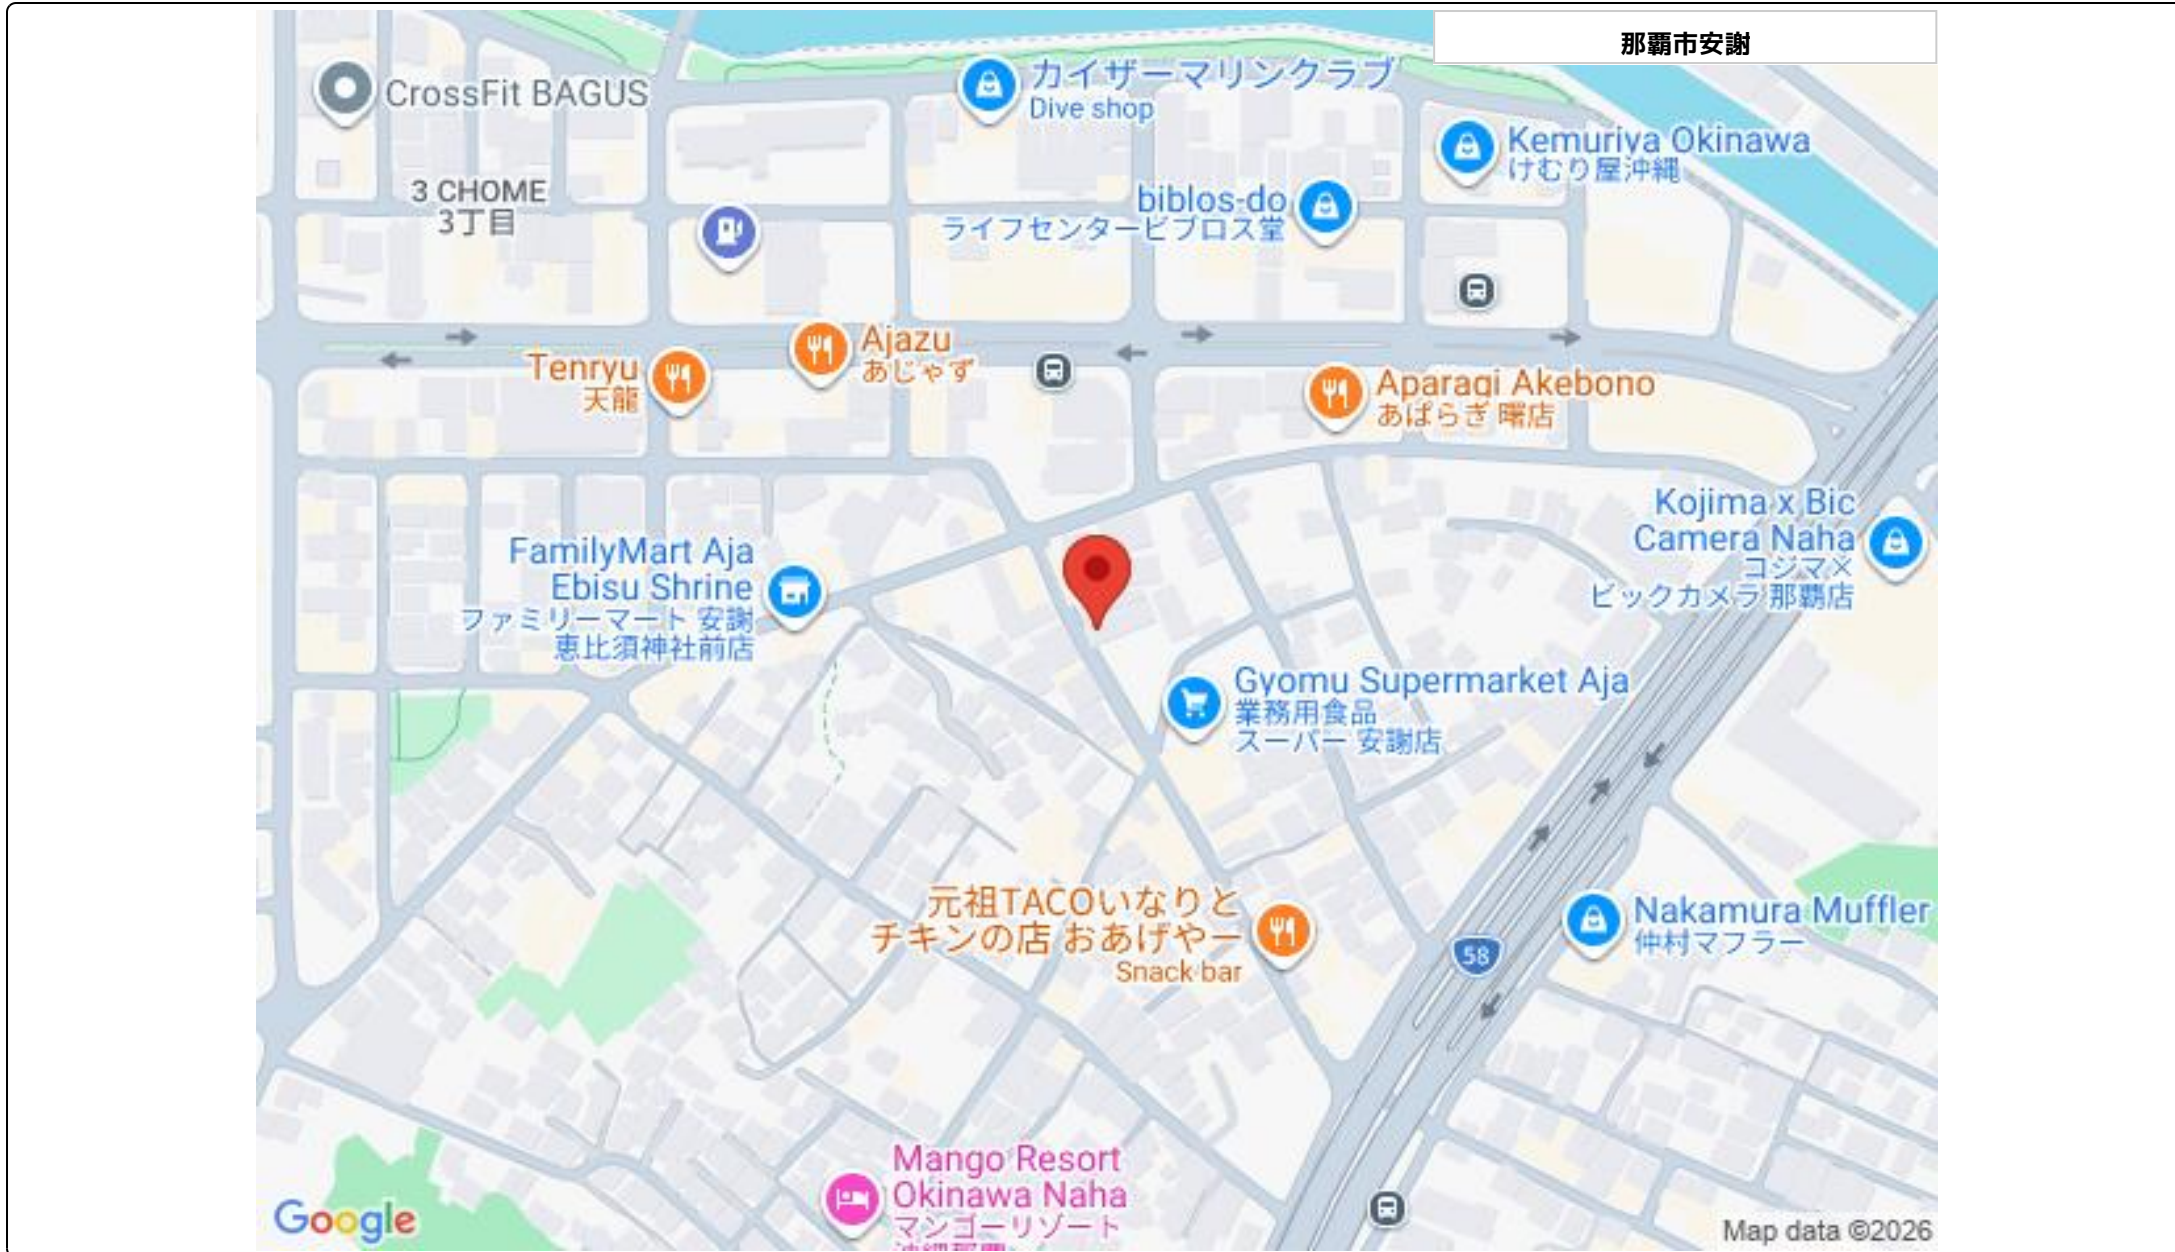 那覇市安謝
CrossFit BAGUS
カイザーマリンクラブ
Dive shop
Kemuriya Okinawa
けむり屋沖縄
3 CHOME
3丁目
biblos-do
ライフセンタービブロス堂
Ajazu
あじゃず
Tenryu
天龍
Aparagi Akebono
あぱらぎ 曙店
Kojima x Bic
Camera Naha
コジマ×
ビックカメラ 那覇店
FamilyMart Aja
Ebisu Shrine
ファミリーマート 安謝
恵比須神社前店
Gyomu Supermarket Aja
業務用食品
スーパー 安謝店
元祖TACOいなりと
チキンの店 おあげやー
Snack bar
58
Nakamura Muffler
仲村マフラー
Mango Resort
Okinawa Naha
マンゴーリゾート
沖縄那覇
Google
Map data ©2026